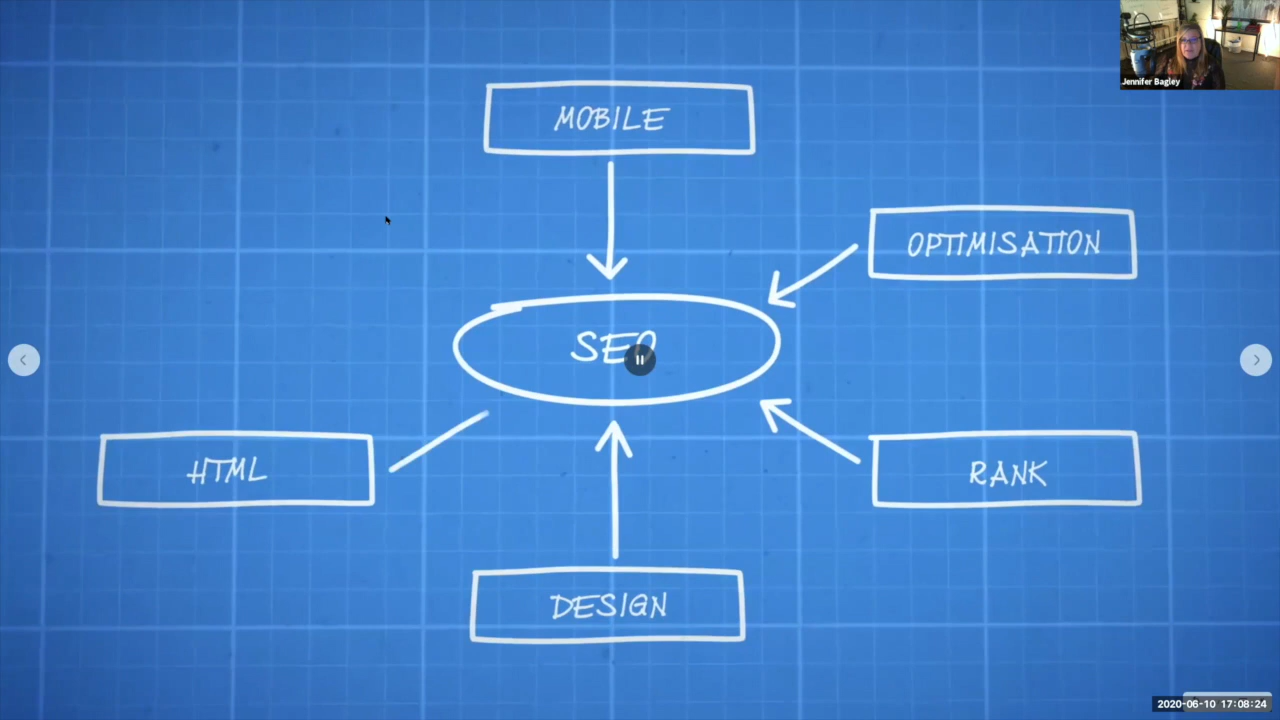 Jennifer Bagley
MOBILE
OPTIMISATION
SEO
HTML
RANK
DESIGN
2020-06-10 17:08:24